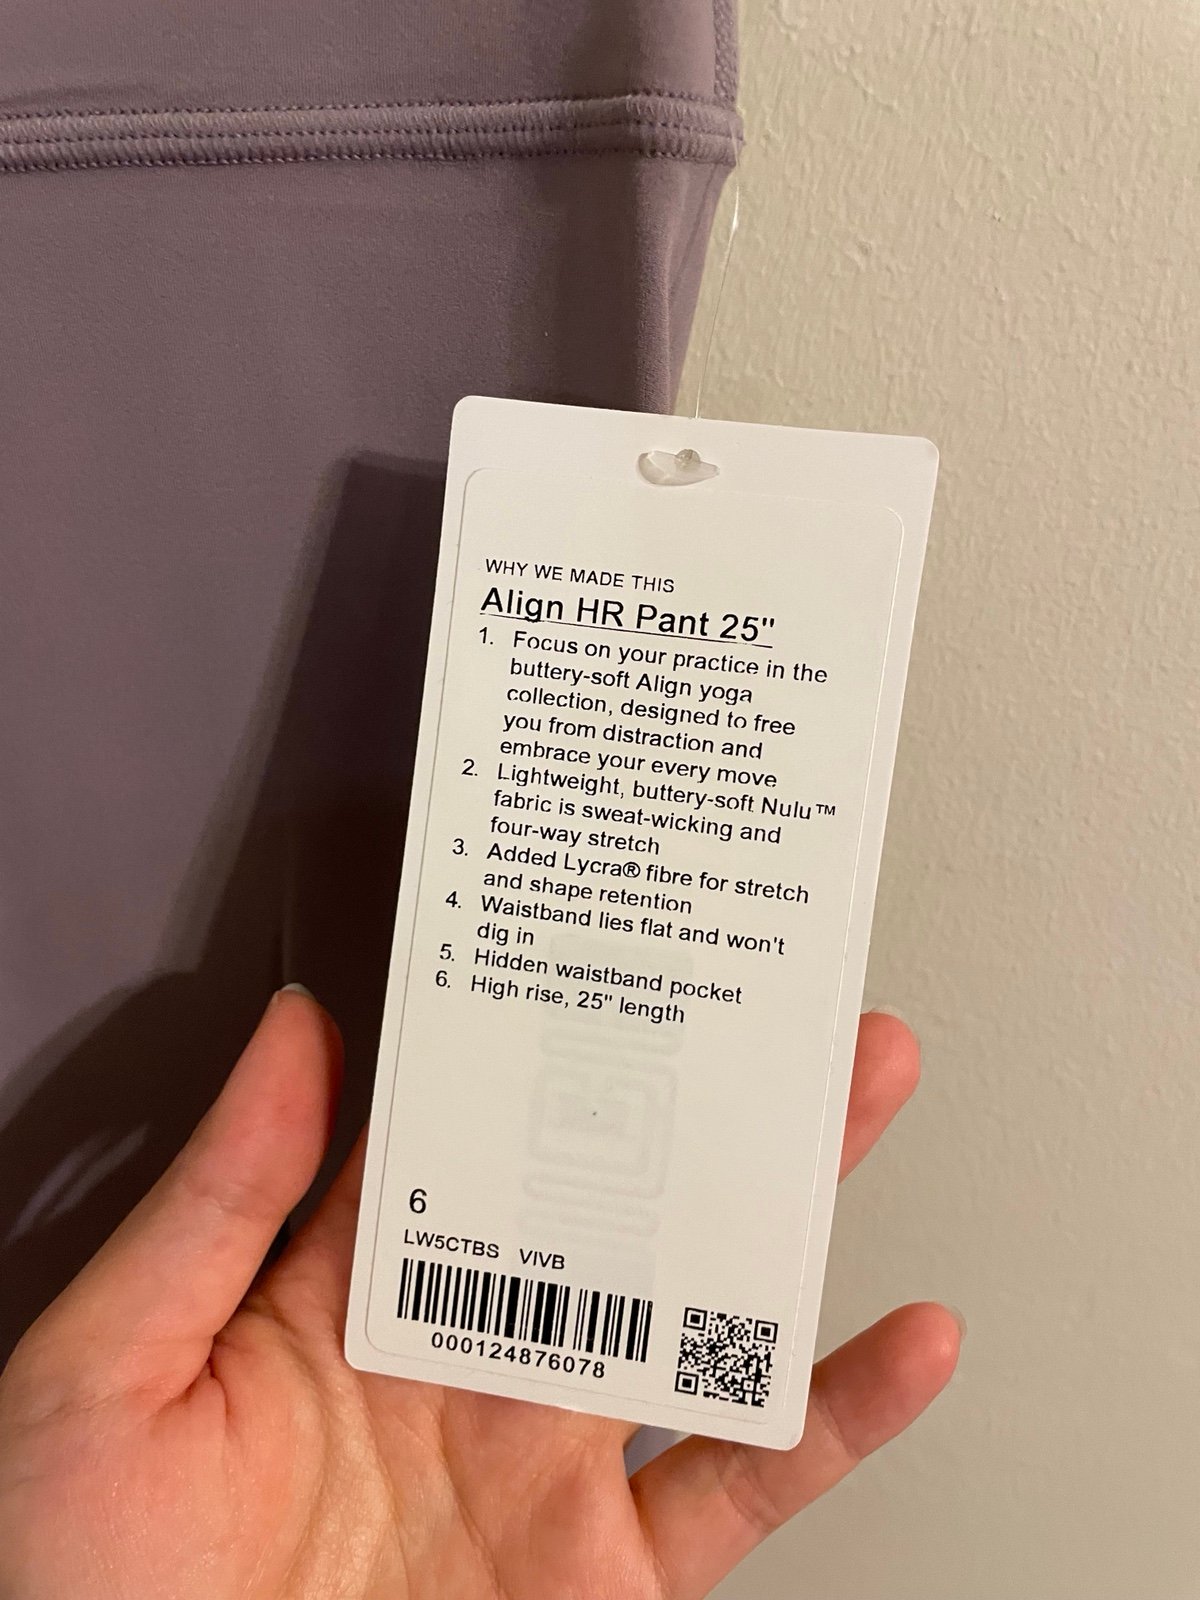 WHY WE MADE THIS
Align HR Pant 25"
1. Focus on your practice in the
buttery-soft Align yoga
collection, designed to free
you from distraction and
embrace your every move
2. Lightweight, buttery-soft Nulu™
fabric is sweat-wicking and
four-way stretch
3. Added Lycra® fibre for stretch
and shape retention
4. Waistband lies flat and won't
dig in
5. Hidden waistband pocket
6. High rise, 25" length
6
LW5CTBS VIVB
000124876078